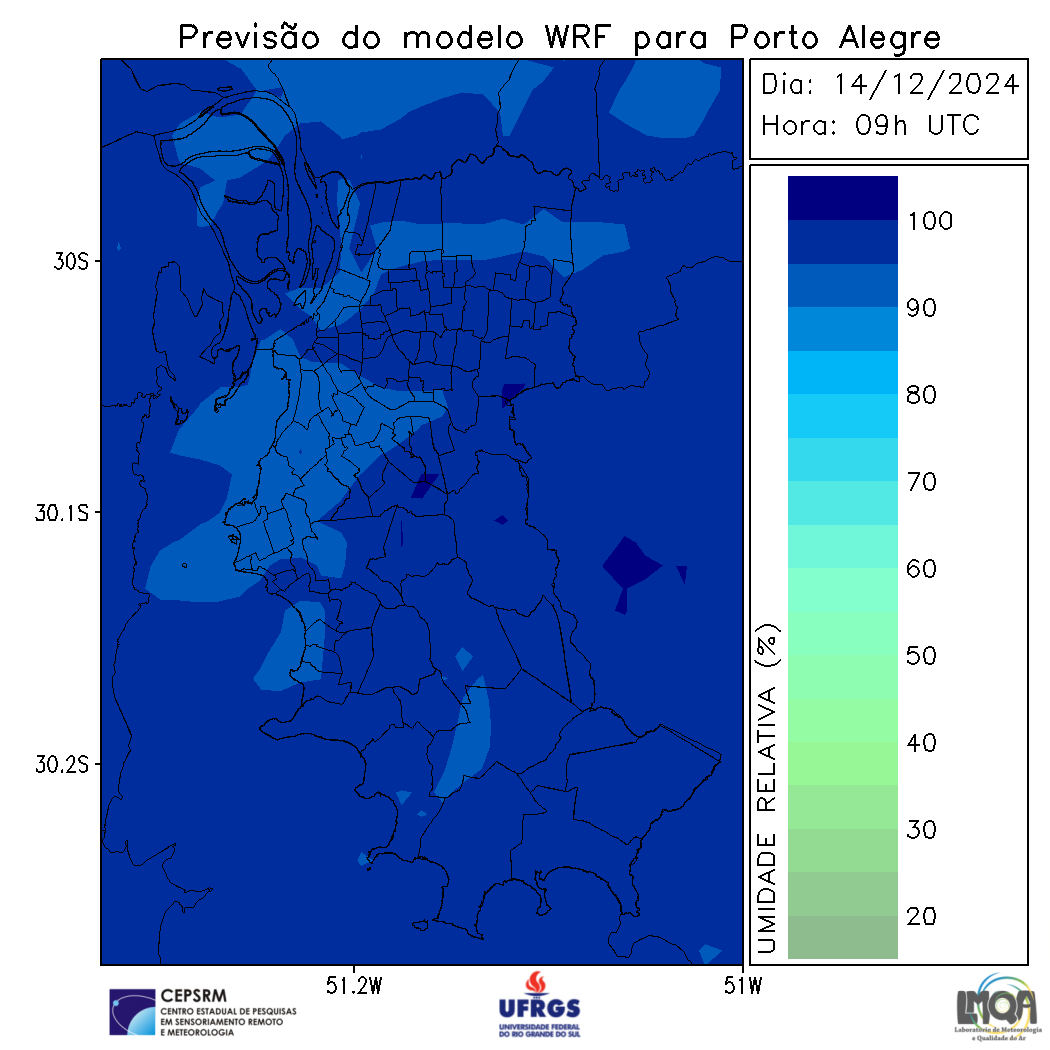 Previsão do modelo WRF para Porto Alegre
Dia: 14/12/2024
Hora: 09h UTC
30S
30.1S
30.2S
51.2W
51W
100
90
80
70
60
50
40
30
20
UMIDADE RELATIVA (%)
CEPSRM
CENTRO ESTADUAL DE PESQUISAS
EM SENSORIAMENTO REMOTO
E METEOROLOGIA
UFRGS
UNIVERSIDADE FEDERAL
DO RIO GRANDE DO SUL
LMQA
Laboratório de Meteorologia
e Qualidade do Ar